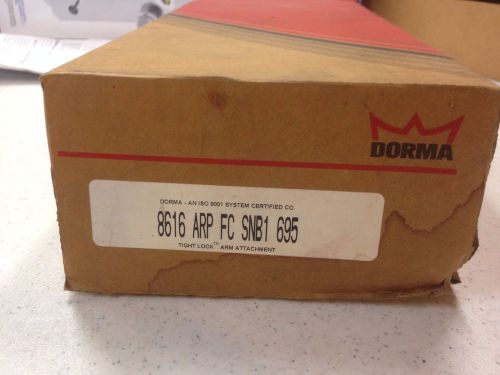 DORMA
DORMA - AN ISO 9001 SYSTEM CERTIFIED CO.
8616 ARP FC SNB1 695
TIGHT LOCK™ ARM ATTACHMENT